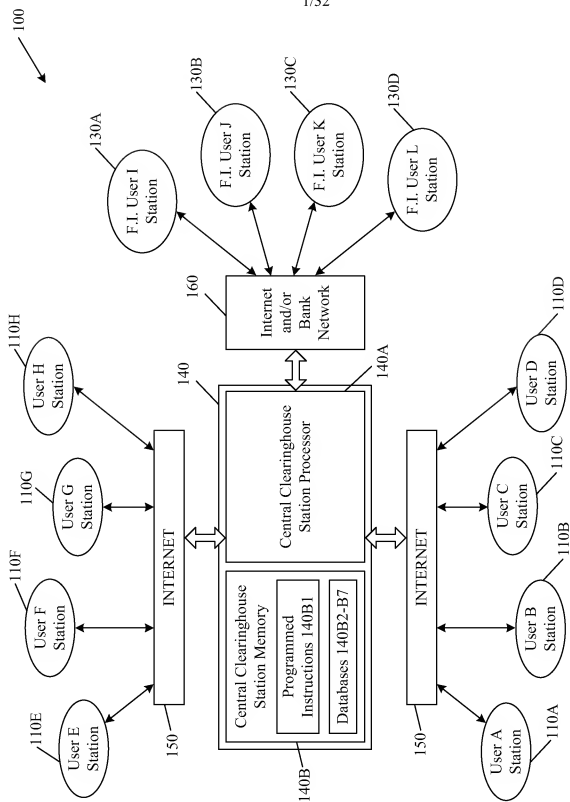 1/32
100
110E
User E
Station
110F
User F
Station
110G
User G
Station
110H
User H
Station
150
INTERNET
140
Central Clearinghouse
Station Memory
Programmed
Instructions 140B1
Databases 140B2-B7
140B
Central Clearinghouse
Station Processor
140A
160
Internet
and/or
Bank
Network
130A
F.I. User I
Station
130B
F.I. User J
Station
130C
F.I. User K
Station
130D
F.I. User L
Station
150
INTERNET
User A
Station
110A
User B
Station
110B
User C
Station
110C
User D
Station
110D